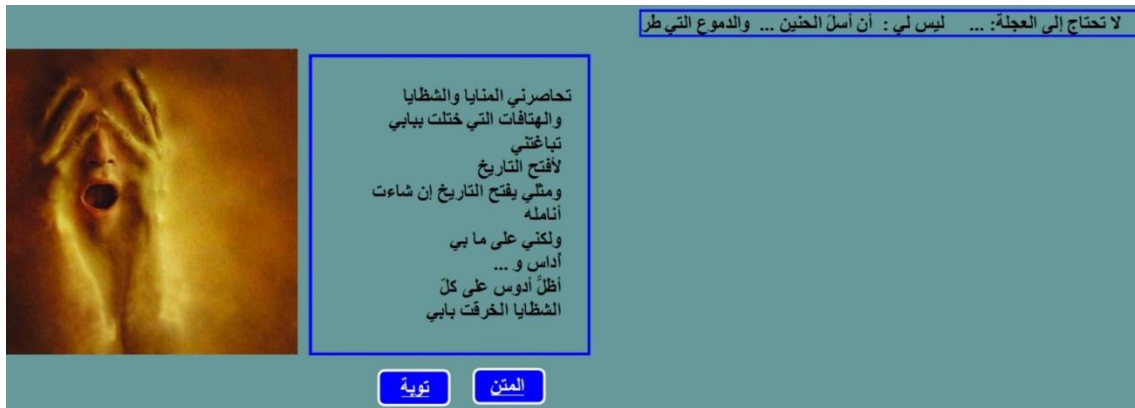 لا تحتاج إلى العجلة: ... ليس لي : أن أسلّ الحنين ... والدموع التي طر
تحاصرني المنايا والشظايا
والهتافات التي ختلت ببابي
تباغتني
لأفتح التاريخ
ومثلي يفتح التاريخ إن شاءت
أنامله
ولكني على ما بي
أداس و ...
أظلَّ أدوس على كلّ
الشظايا الخرقت بابي
المتن
توبة